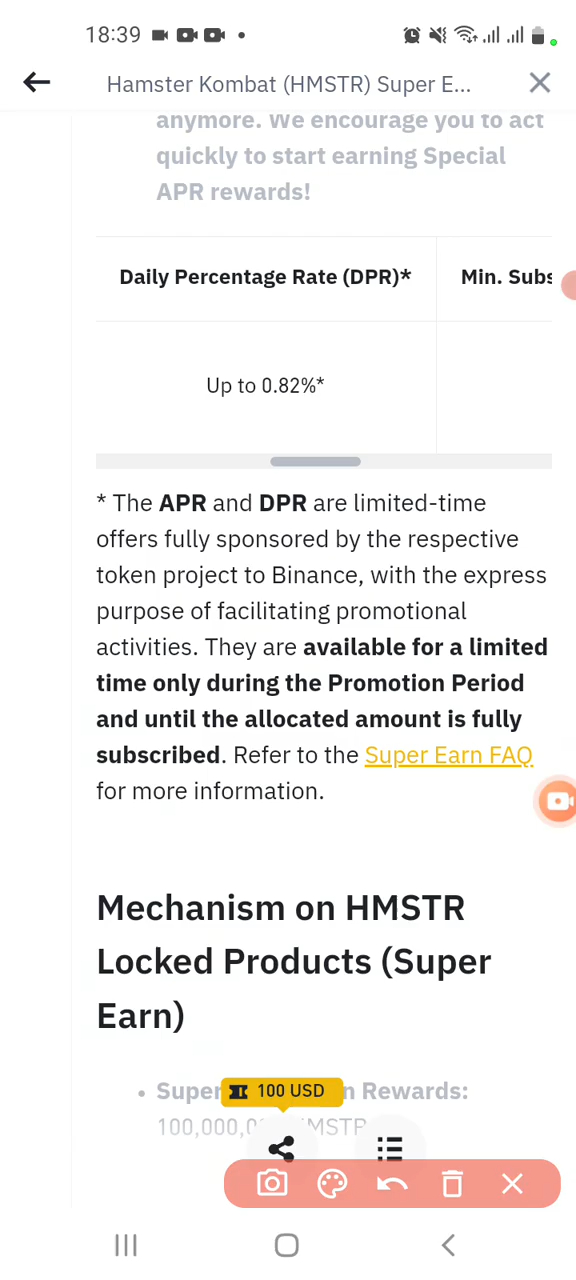 18:39
Hamster Kombat (HMSTR) Super E...
anymore. We encourage you to act
quickly to start earning Special
APR rewards!
Daily Percentage Rate (DPR)* Min. Subs
Up to 0.82%*
* The APR and DPR are limited-time
offers fully sponsored by the respective
token project to Binance, with the express
purpose of facilitating promotional
activities. They are available for a limited
time only during the Promotion Period
and until the allocated amount is fully
subscribed. Refer to the Super Earn FAQ
for more information.
Mechanism on HMSTR
Locked Products (Super
Earn)
• Super n Rewards:
100 USD
100,000,0 HMSTR